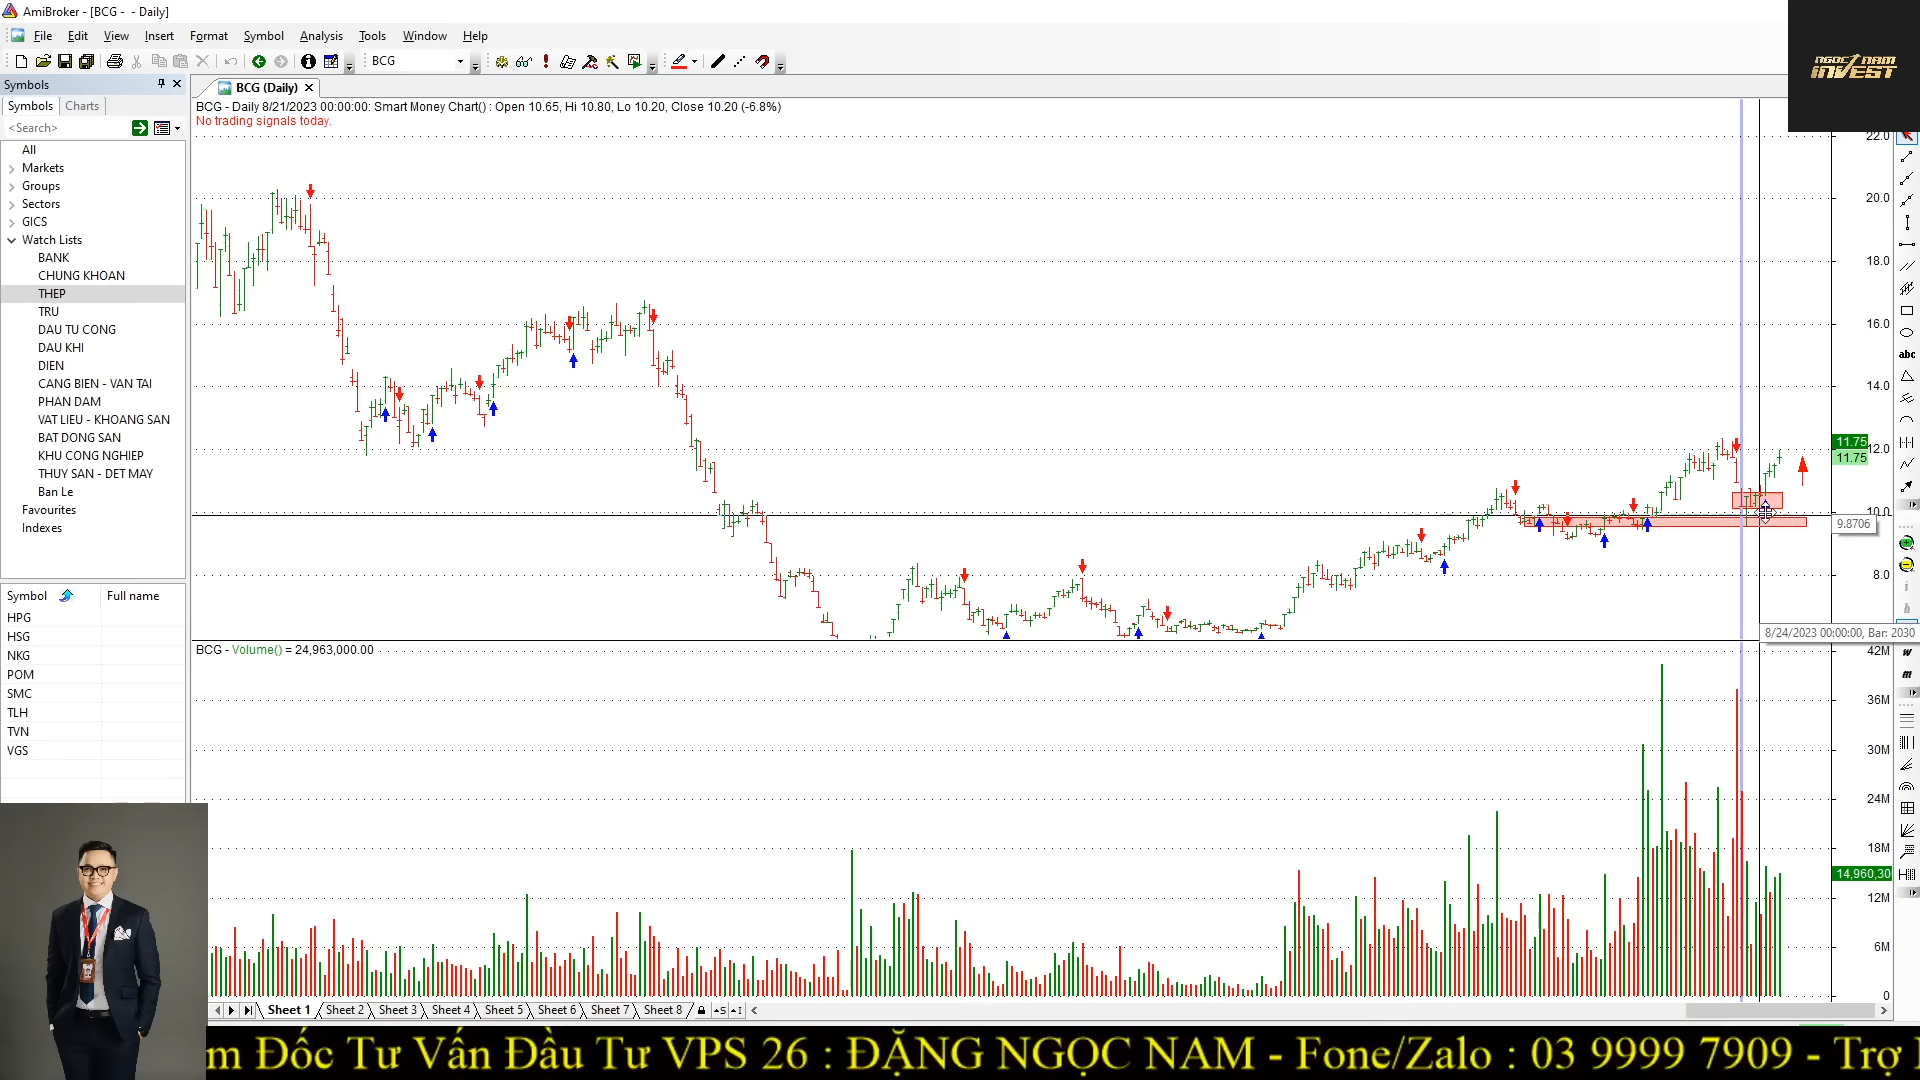 AmiBroker - [BCG - - Daily]
File Edit View Insert Format Symbol Analysis Tools Window Help
BCG
NGOC NAM
INVEST
Symbols
Symbols Charts
<Search>
All
Markets
Groups
Sectors
GICS
Watch Lists
BANK
CHUNG KHOAN
THEP
TRU
DAU TU CONG
DAU KHI
DIEN
CANG BIEN - VAN TAI
PHAN DAM
VAT LIEU - KHOANG SAN
BAT DONG SAN
KHU CONG NGHIEP
THUY SAN - DET MAY
Ban Le
Favourites
Indexes
Symbol Full name
HPG
HSG
NKG
POM
SMC
TLH
TVN
VGS
BCG (Daily)
BCG - Daily 8/21/2023 00:00:00: Smart Money Chart() : Open 10.65, Hi 10.80, Lo 10.20, Close 10.20 (-6.8%)
No trading signals today.
22.0
20.0
18.0
16.0
14.0
11.75
12.0
11.75
10.0
9.8706
8.0
8/24/2023 00:00:00, Bar: 2030
BCG - Volume() = 24,963,000.00
42M
36M
30M
24M
18M
14,960,30
12M
6M
0
abc
Sheet 1 Sheet 2 Sheet 3 Sheet 4 Sheet 5 Sheet 6 Sheet 7 Sheet 8
m Đốc Tư Vấn Đầu Tư VPS 26 : ĐẶNG NGỌC NAM - Fone/Zalo : 03 9999 7909 - Trợ